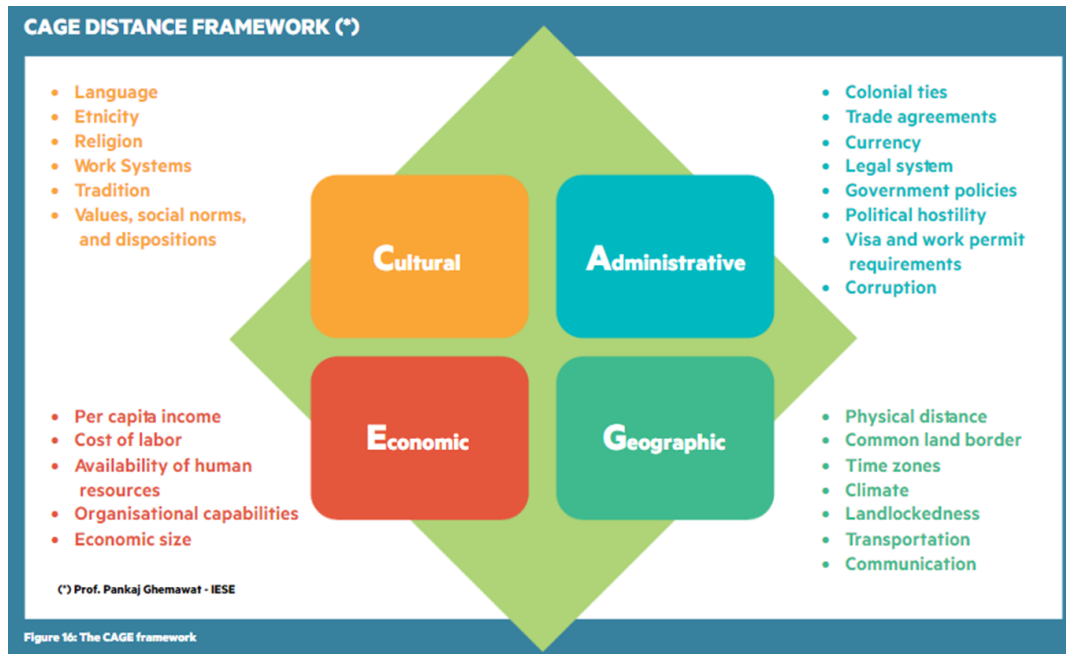 CAGE DISTANCE FRAMEWORK (*)
• Language
• Etnicity
• Religion
• Work Systems
• Tradition
• Values, social norms,
and dispositions
Cultural
Administrative
• Colonial ties
• Trade agreements
• Currency
• Legal system
• Government policies
• Political hostility
• Visa and work permit
requirements
• Corruption
• Per capita income
• Cost of labor
• Availability of human
resources
• Organisational capabilities
• Economic size
Economic
Geographic
• Physical distance
• Common land border
• Time zones
• Climate
• Landlockedness
• Transportation
• Communication
(*) Prof. Pankaj Ghemawat - IESE
Figure 16: The CAGE framework